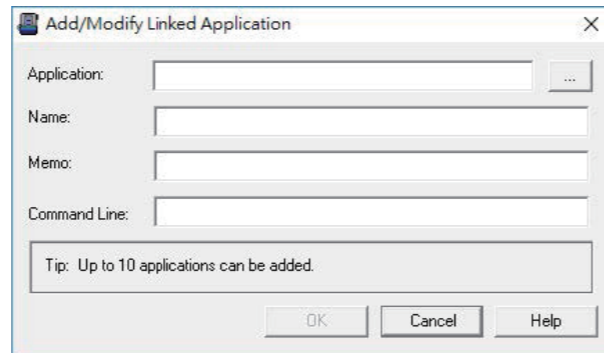 Add/Modify Linked Application
Application:
...
Name:
Memo:
Command Line:
Tip: Up to 10 applications can be added.
OK Cancel Help